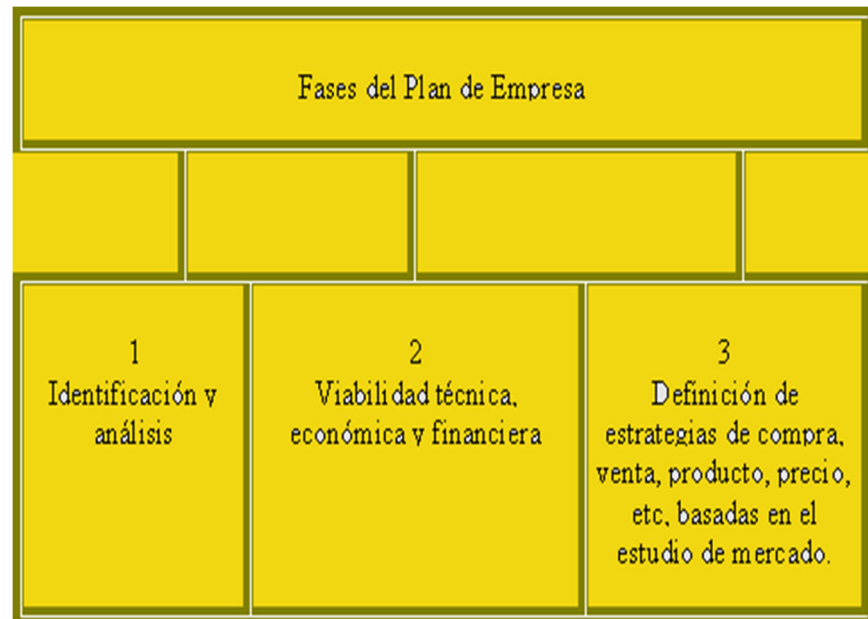 Fases del Plan de Empresa
1
Identificación y
análisis
2
Viabilidad técnica,
económica y financiera
3
Definición de
estrategias de compra,
venta, producto, precio,
etc, basadas en el
estudio de mercado.